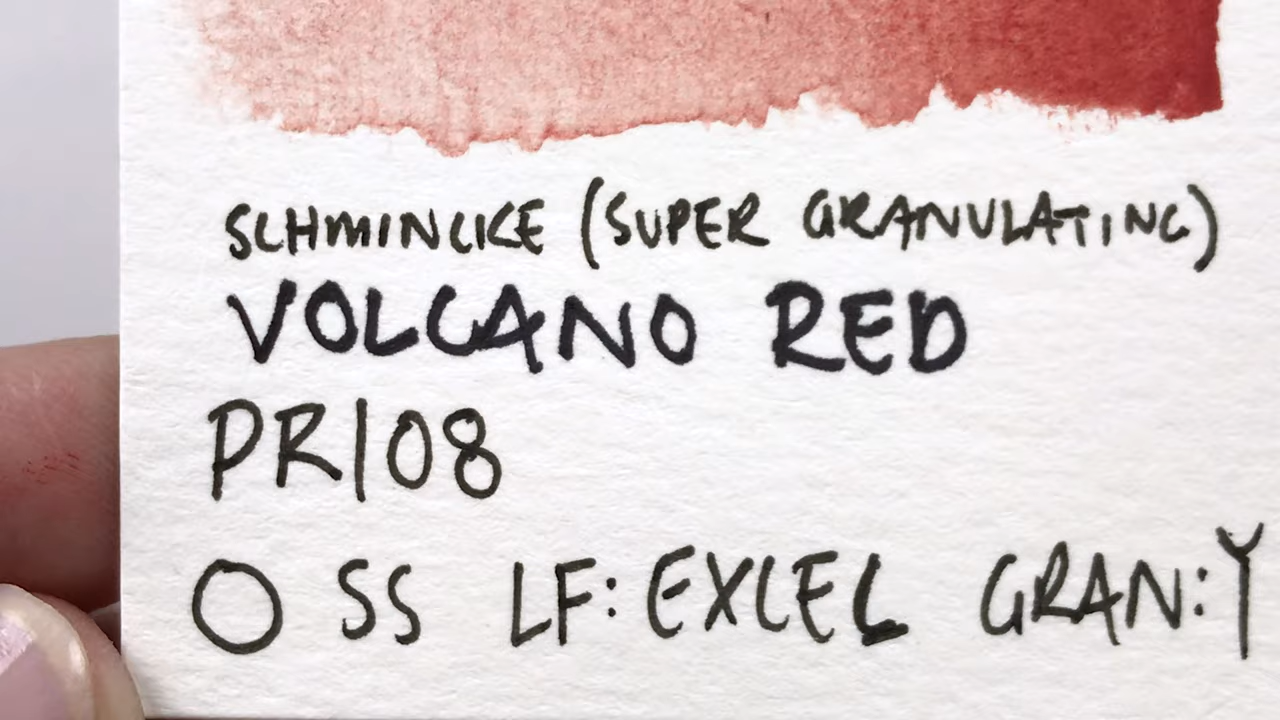 SCHMINCKE (SUPER GRANULATING)
VOLCANO RED
PR108
O SS LF: EXCEL GRAN: Y